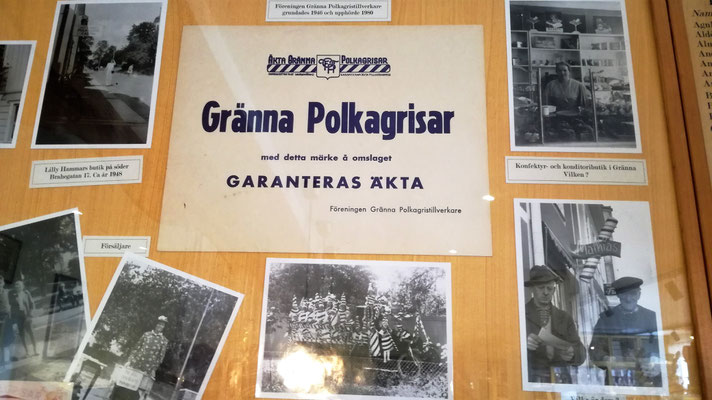 Föreningen Gränna Polkagristillverkare
grundades 1940 och upphörde 1980
ÄKTA GRÄNNA POLKAGRISAR
Gränna Polkagrisar
med detta märke å omslaget
GARANTERAS ÄKTA
Föreningen Gränna Polkagristillverkare
Lilly Hammars butik på söder
Brahegatan 17. Ca år 1948
Konfektyr- och konditoributik i Gränna
Vilken?
Försäljare